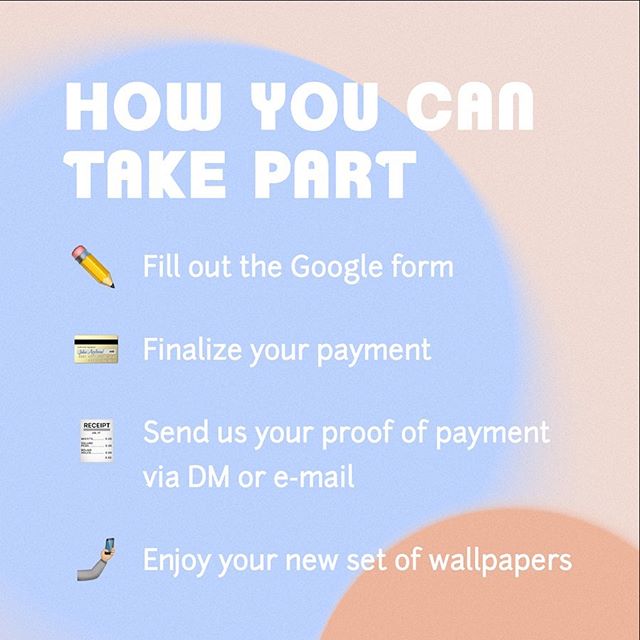 HOW YOU CAN
TAKE PART
Fill out the Google form
Finalize your payment
RECEIPT
Send us your proof of payment
via DM or e-mail
Enjoy your new set of wallpapers